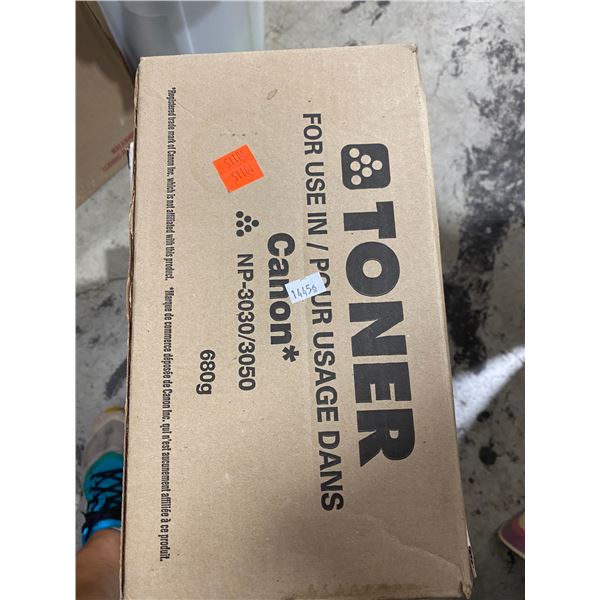 TONER
FOR USE IN / POUR USAGE DANS
Canon*
NP-3030/3050
680g
14456
10115
10115
*Registered trade mark of Canon Inc. which is not affiliated with this product. *Marque de commerce déposée de Canon Inc. qui n'est aucunement affiliée à ce produit.